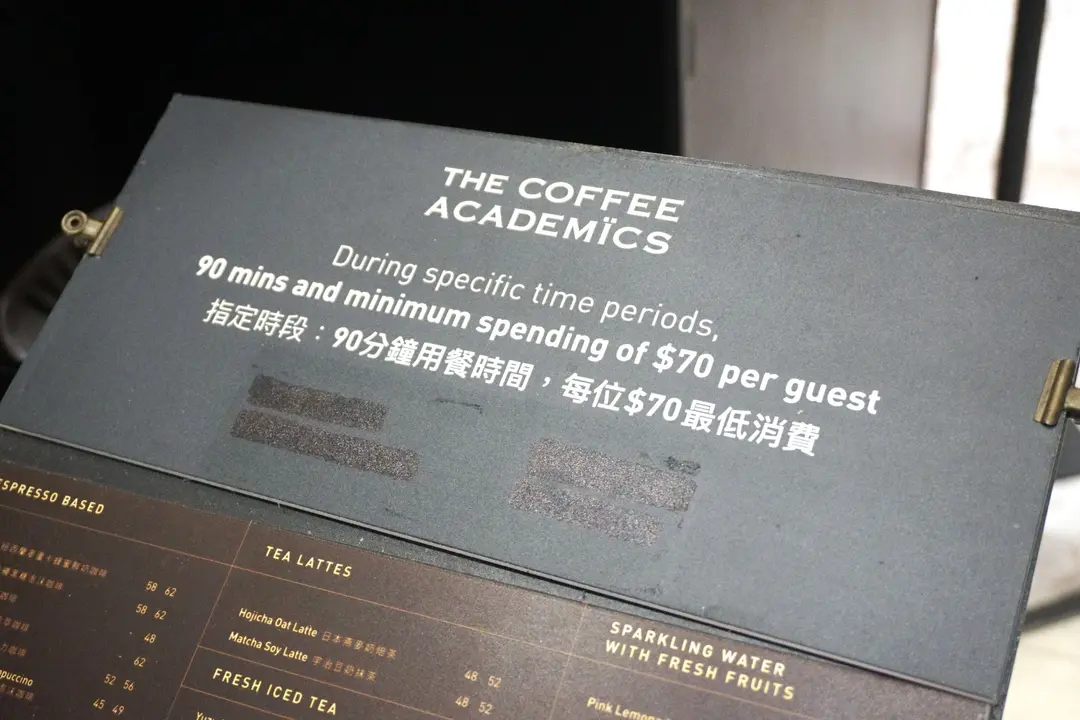 THE COFFEE
ACADEMÏCS
During specific time periods,
90 mins and minimum spending of $70 per guest
指定時段：90分鐘用餐時間，每位$70最低消費
ESPRESSO BASED
58 62
58 62
48
62
52 56
45 49
TEA LATTES
Hojicha Oat Latte 日本燕麥奶焙茶 48 52
Matcha Soy Latte 宇治豆奶抹茶 48 52
FRESH ICED TEA
SPARKLING WATER
WITH FRESH FRUITS
Pink